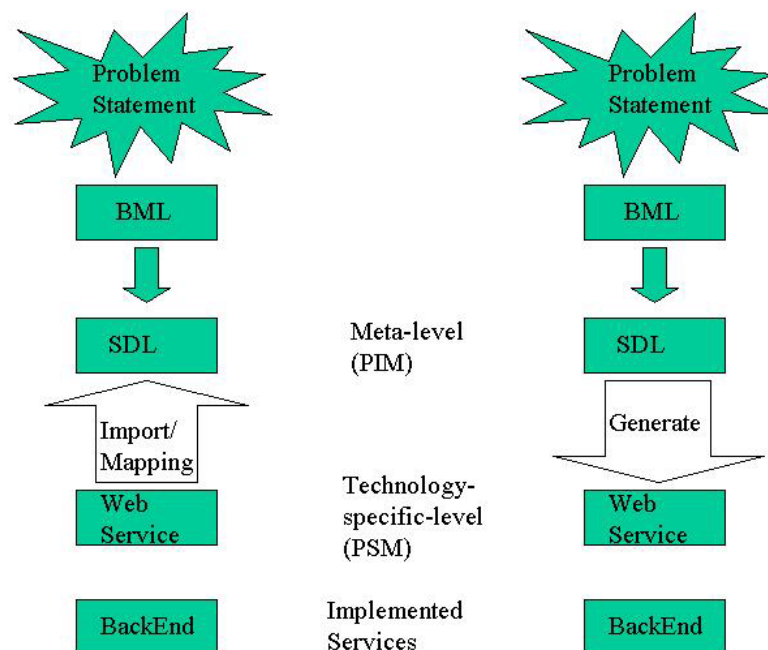 Problem
Statement
BML
SDL
Import/
Mapping
Web
Service
BackEnd
Meta-level
(PIM)
Technology-
specific-level
(PSM)
Implemented
Services
Problem
Statement
BML
SDL
Generate
Web
Service
BackEnd